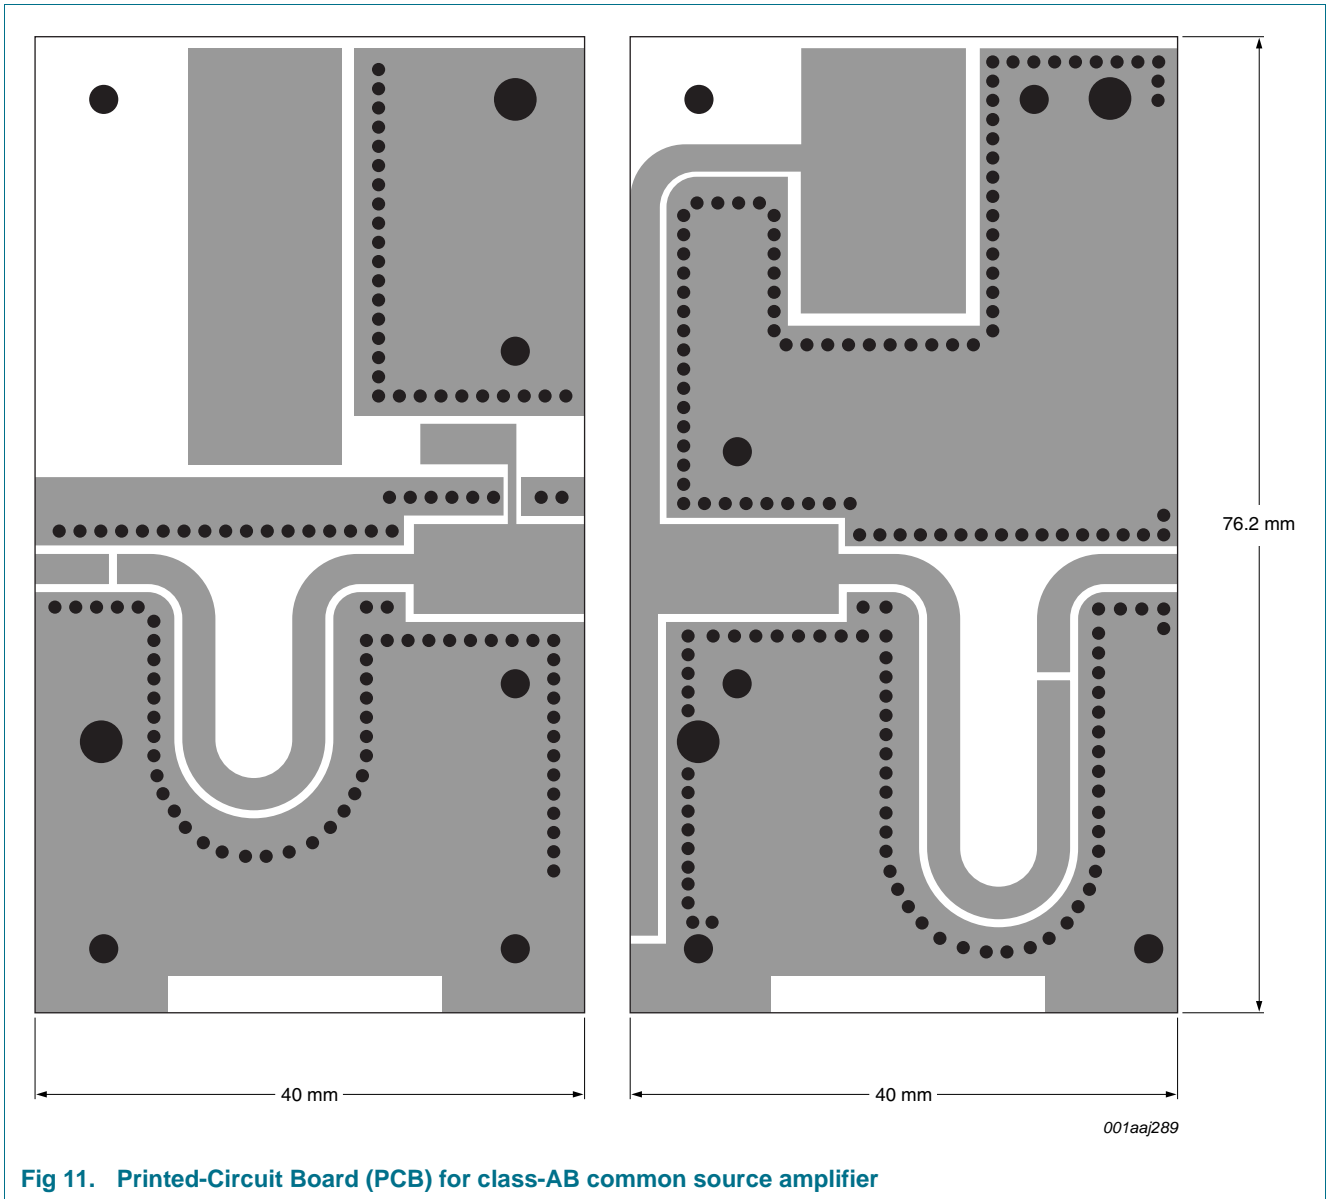 76.2 mm
40 mm
40 mm
001aaj289
Fig 11. Printed-Circuit Board (PCB) for class-AB common source amplifier